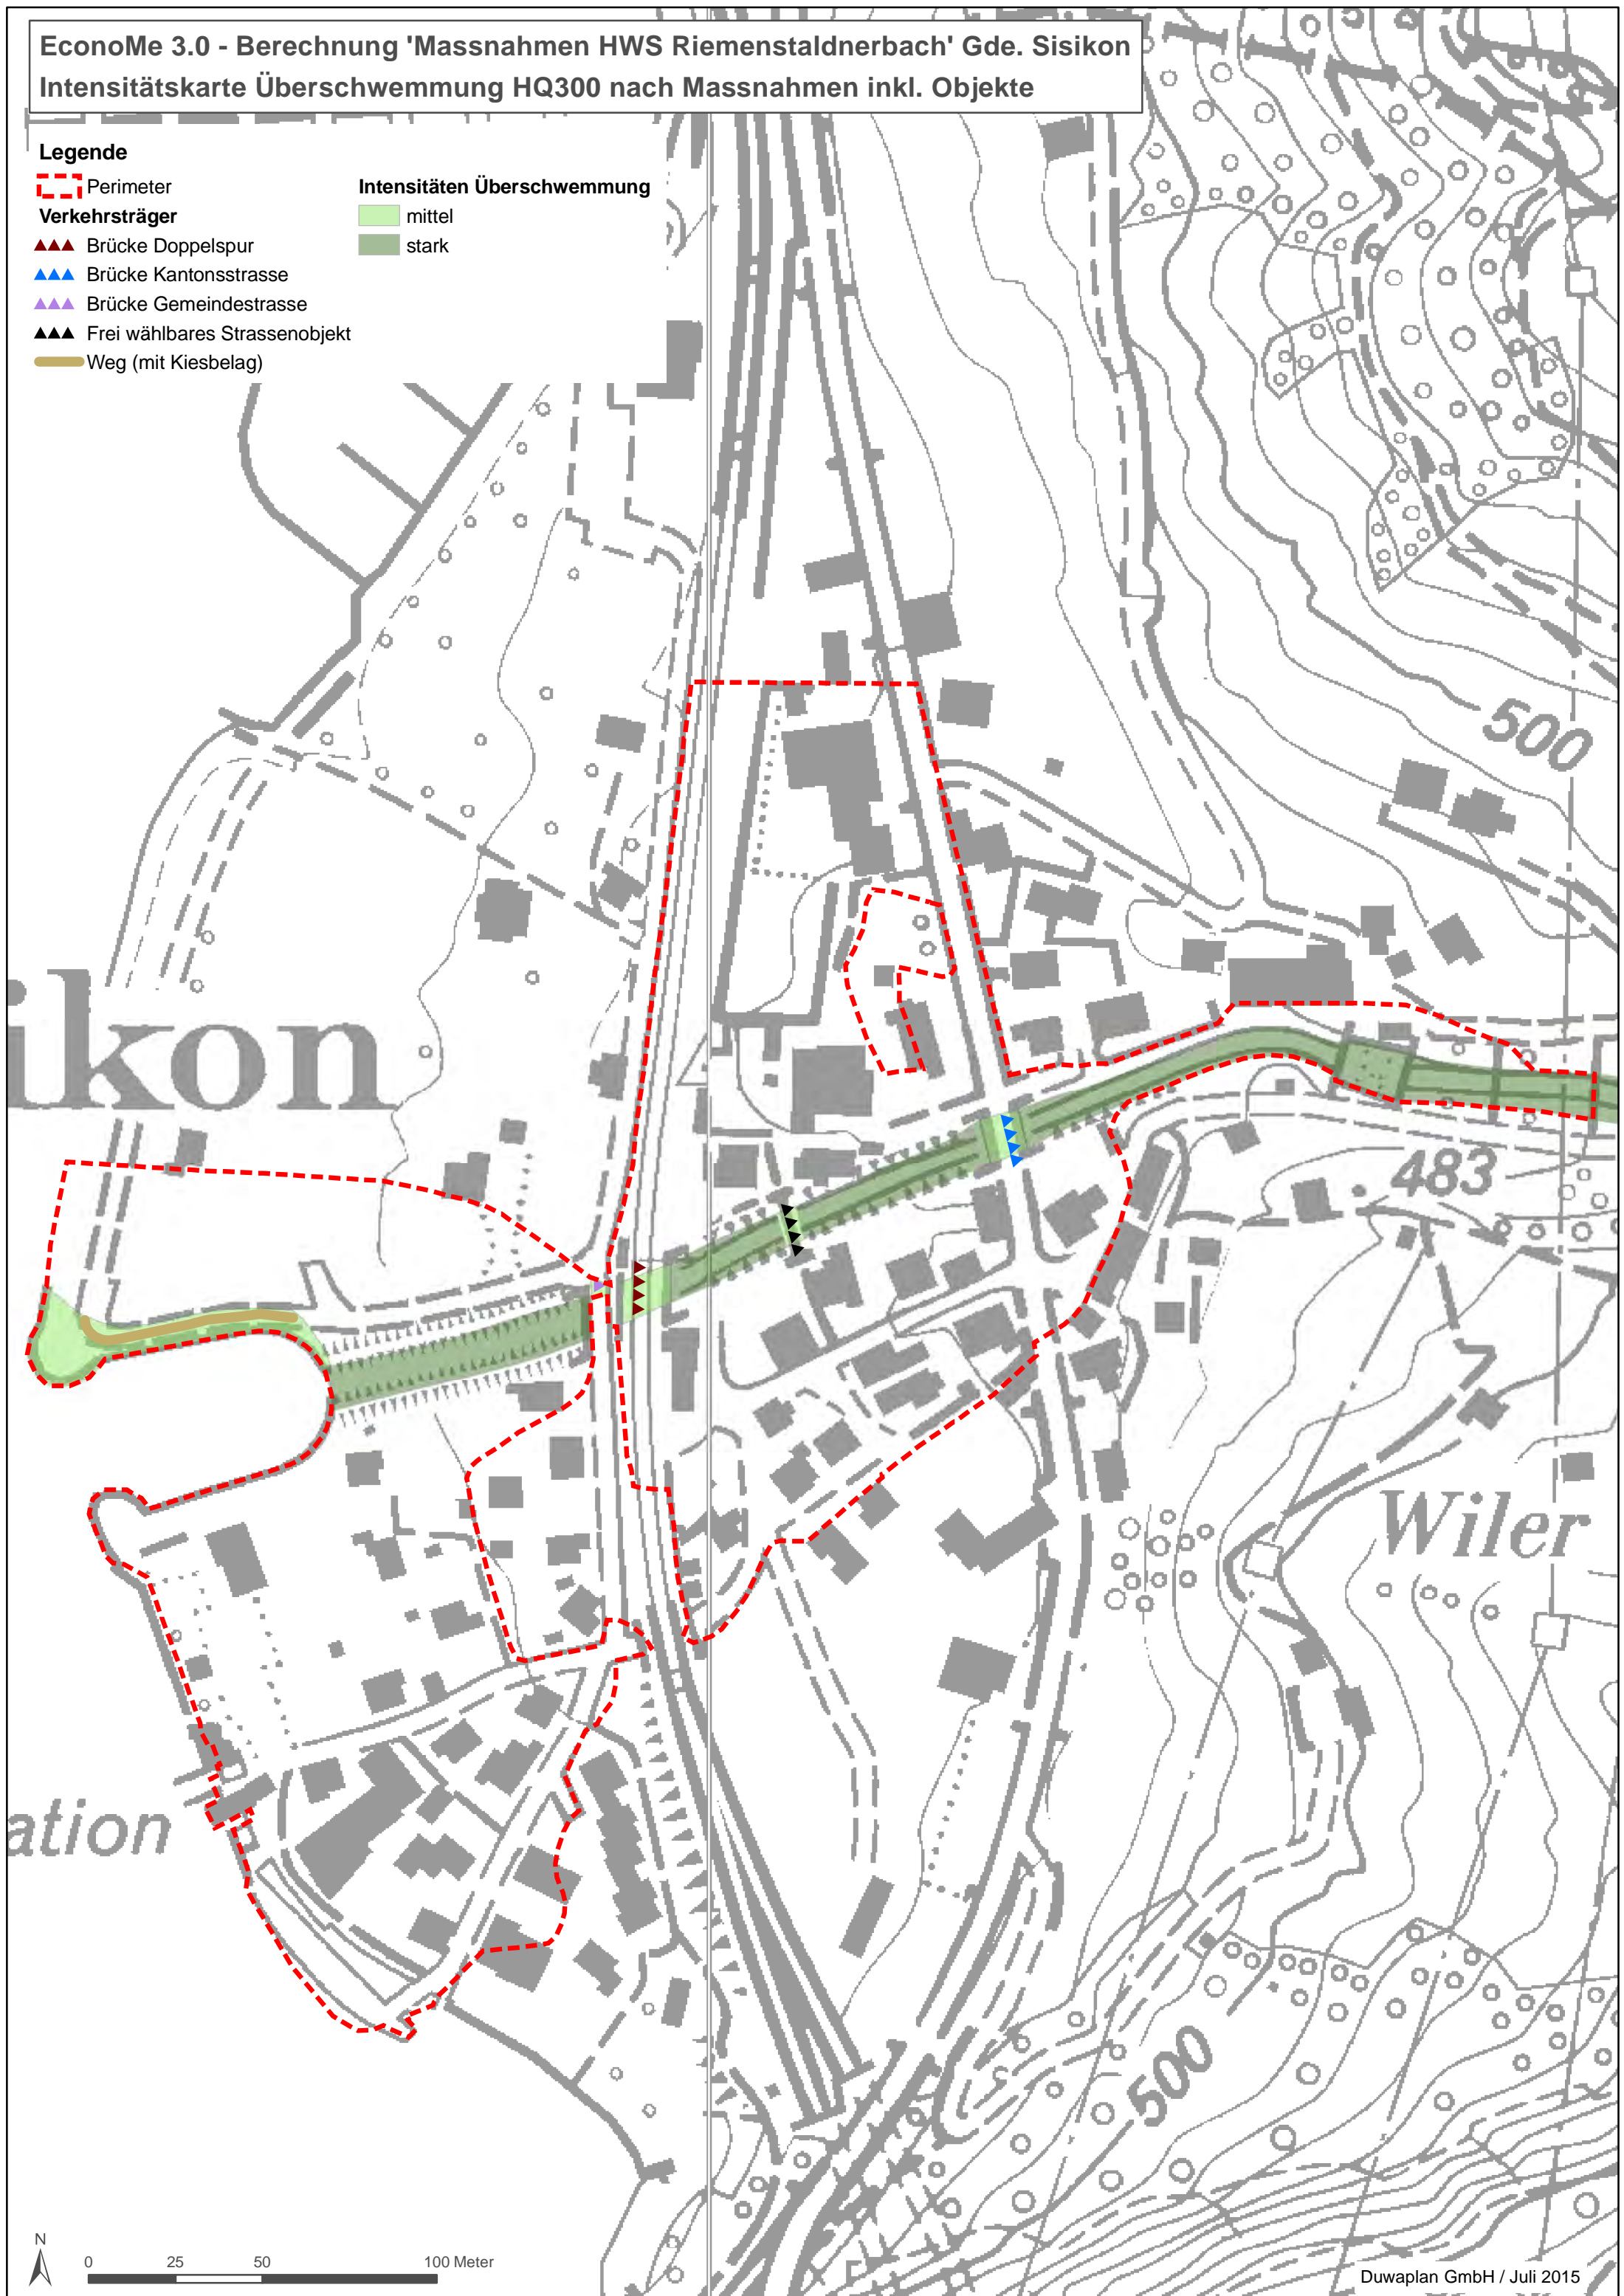 EconoMe 3.0 - Berechnung 'Massnahmen HWS Riemenstaldnerbach' Gde. Sisikon
Intensitätskarte Überschwemmung HQ300 nach Massnahmen inkl. Objekte
Legende
Perimeter
Verkehrsträger
Brücke Doppelspur
Brücke Kantonsstrasse
Brücke Gemeindestrasse
Frei wählbares Strassenobjekt
Weg (mit Kiesbelag)
Intensitäten Überschwemmung
mittel
stark
500
ikon
483
Wiler
ation
500
N
0 25 50 100 Meter
Duwaplan GmbH / Juli 2015